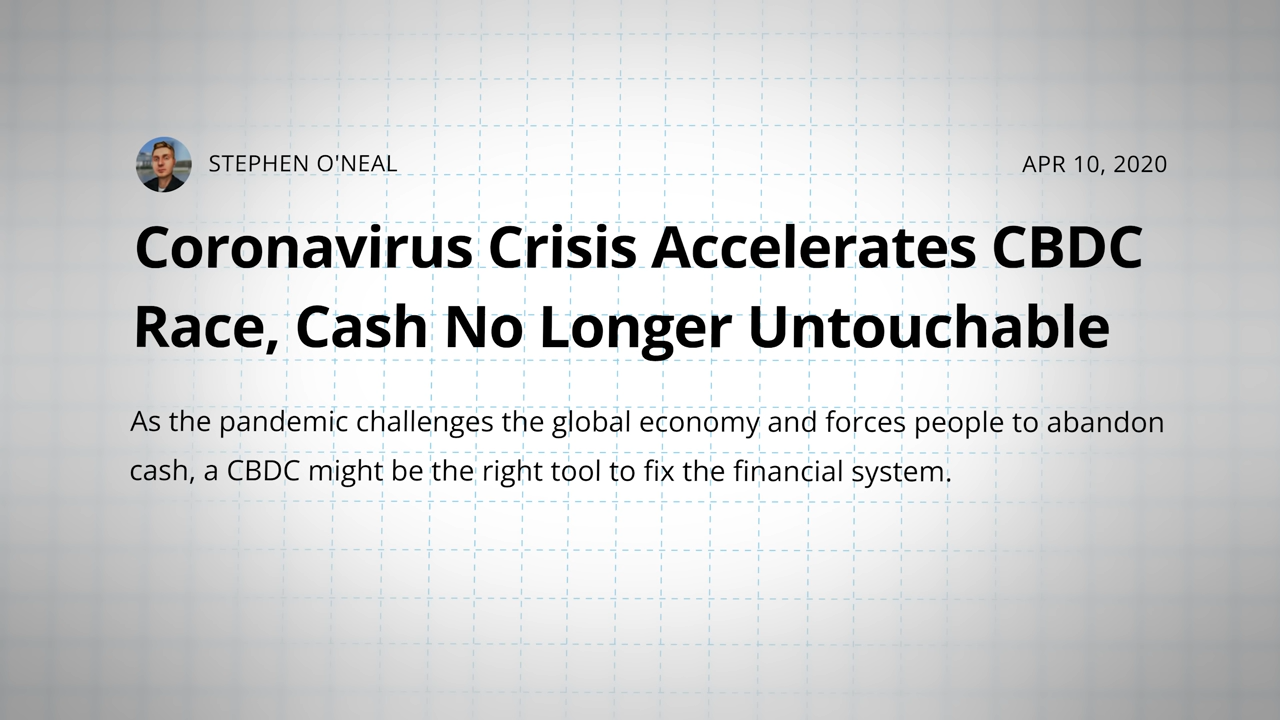 STEPHEN O'NEAL
APR 10, 2020
Coronavirus Crisis Accelerates CBDC
Race, Cash No Longer Untouchable
As the pandemic challenges the global economy and forces people to abandon
cash, a CBDC might be the right tool to fix the financial system.